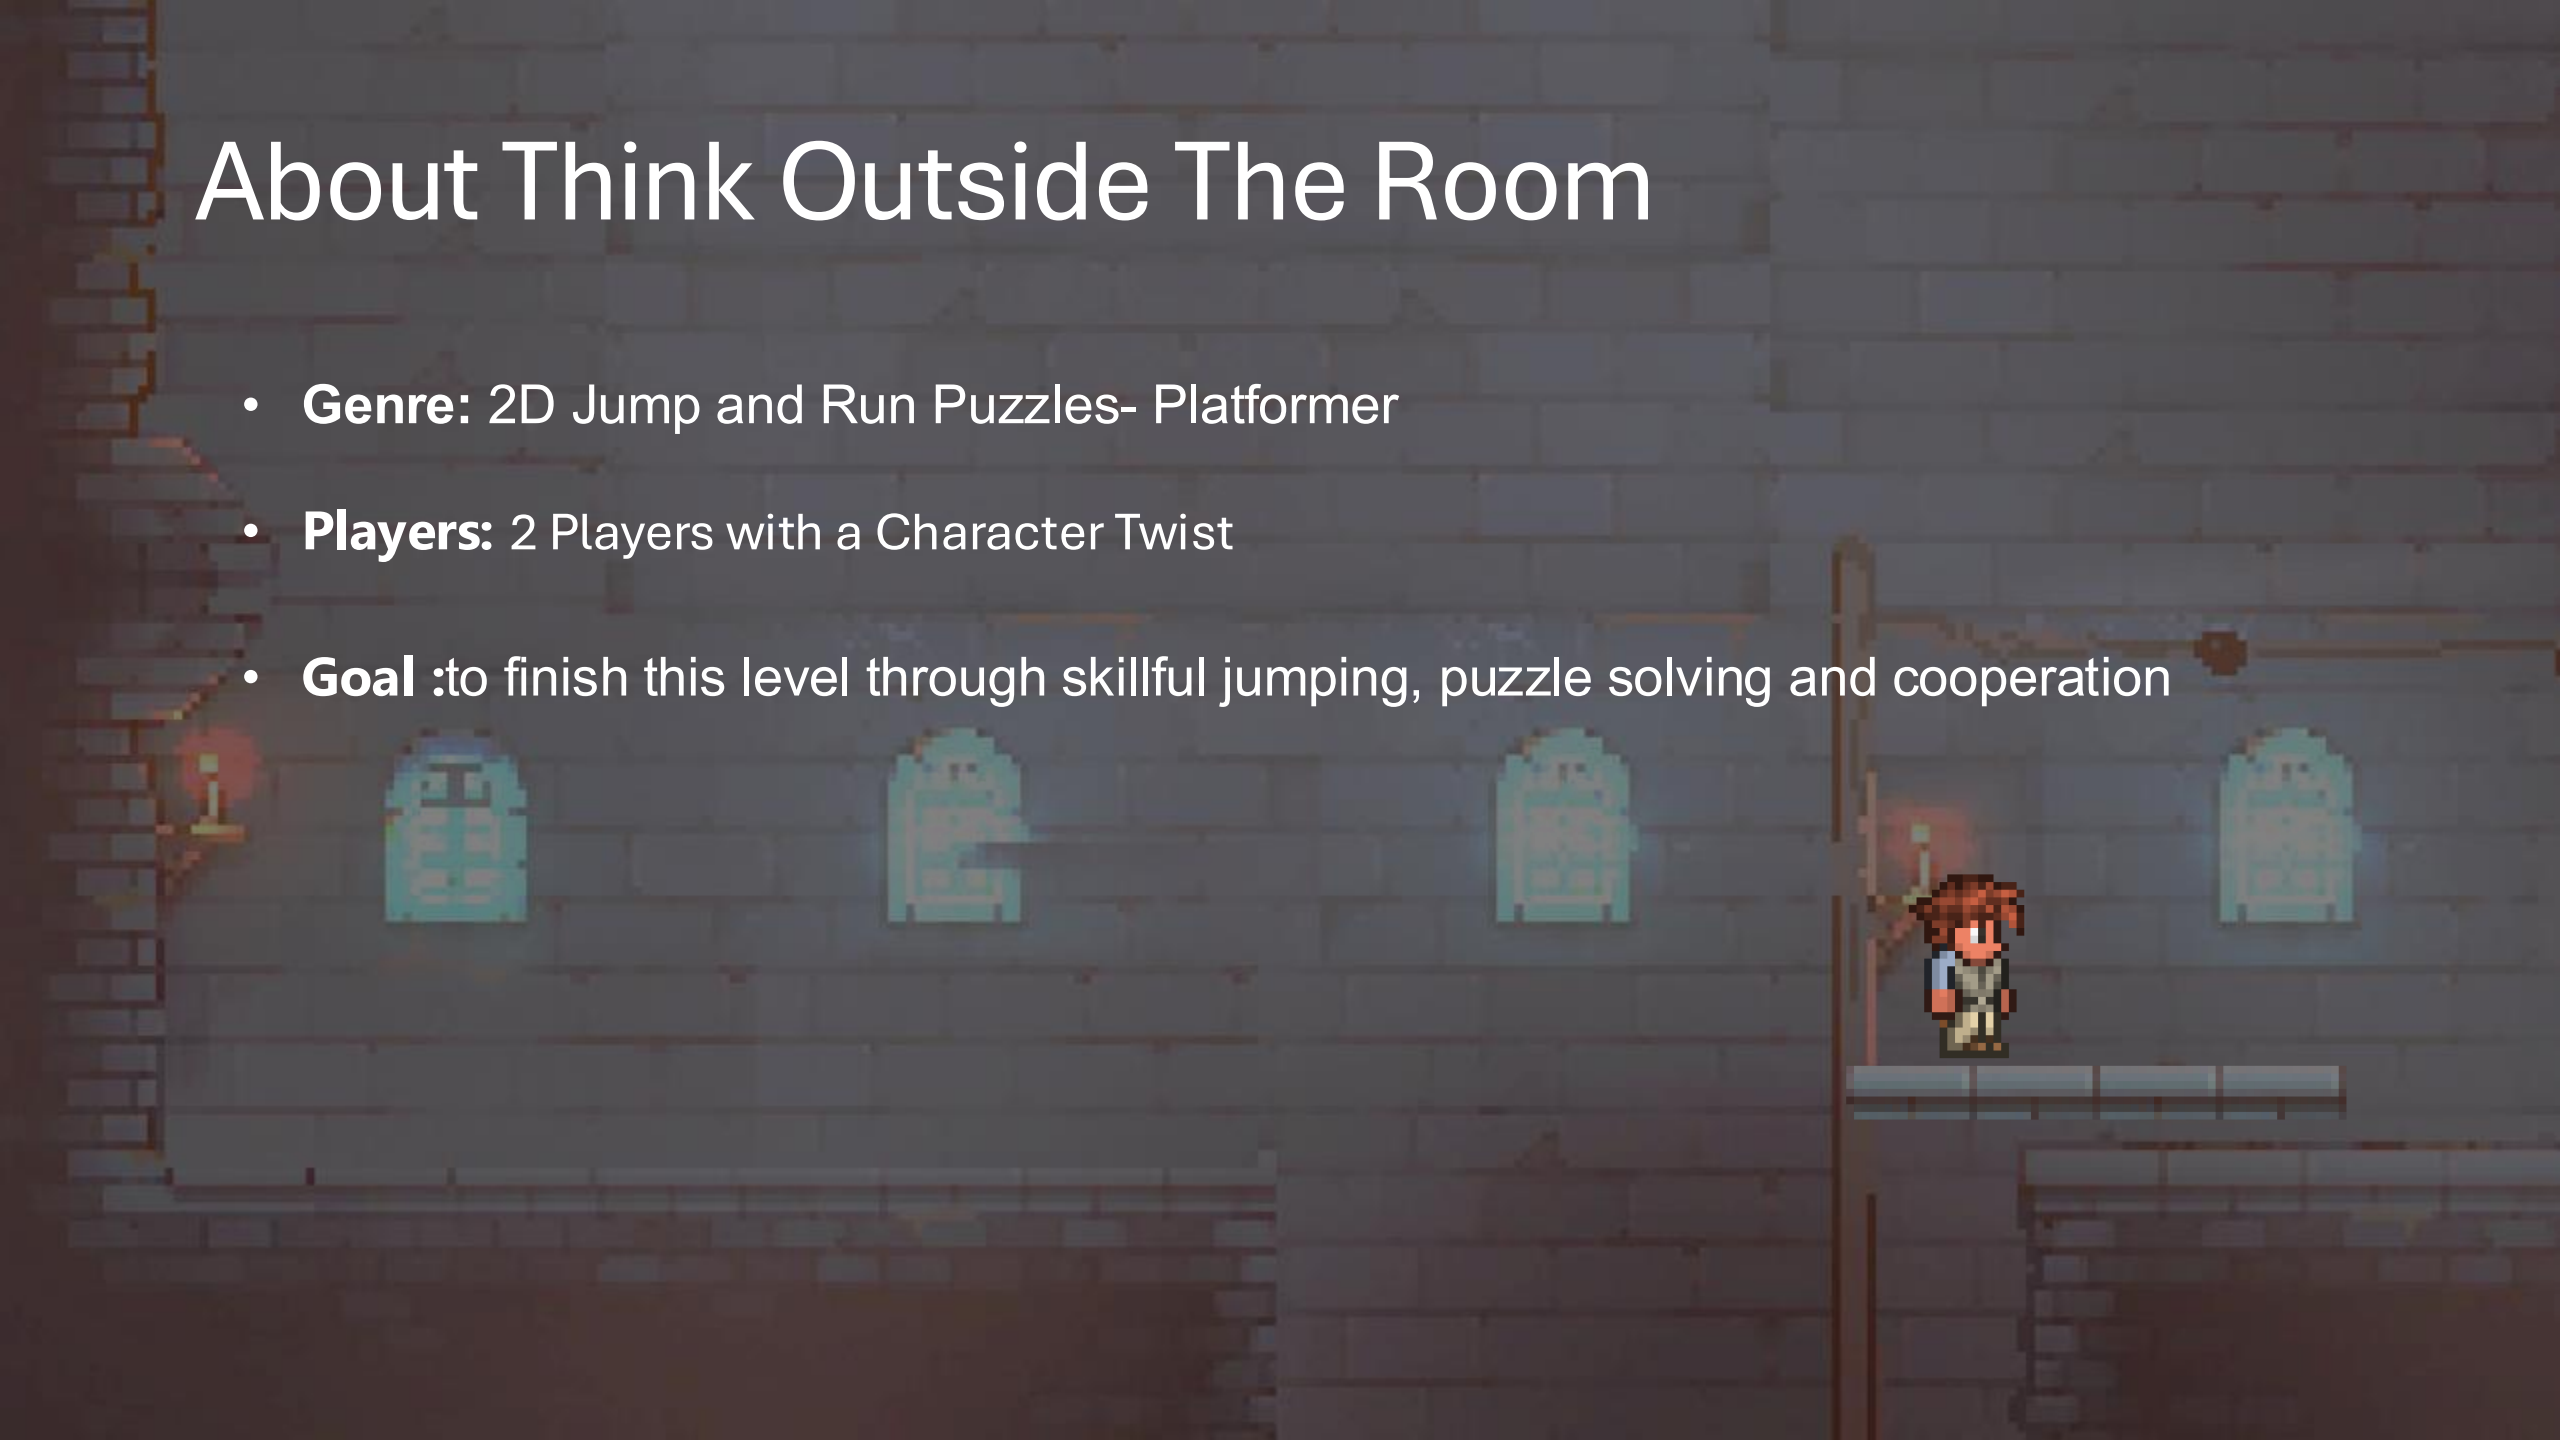 About Think Outside The Room
• Genre: 2D Jump and Run Puzzles- Platformer
• Players: 2 Players with a Character Twist
• Goal :to finish this level through skillful jumping, puzzle solving and cooperation